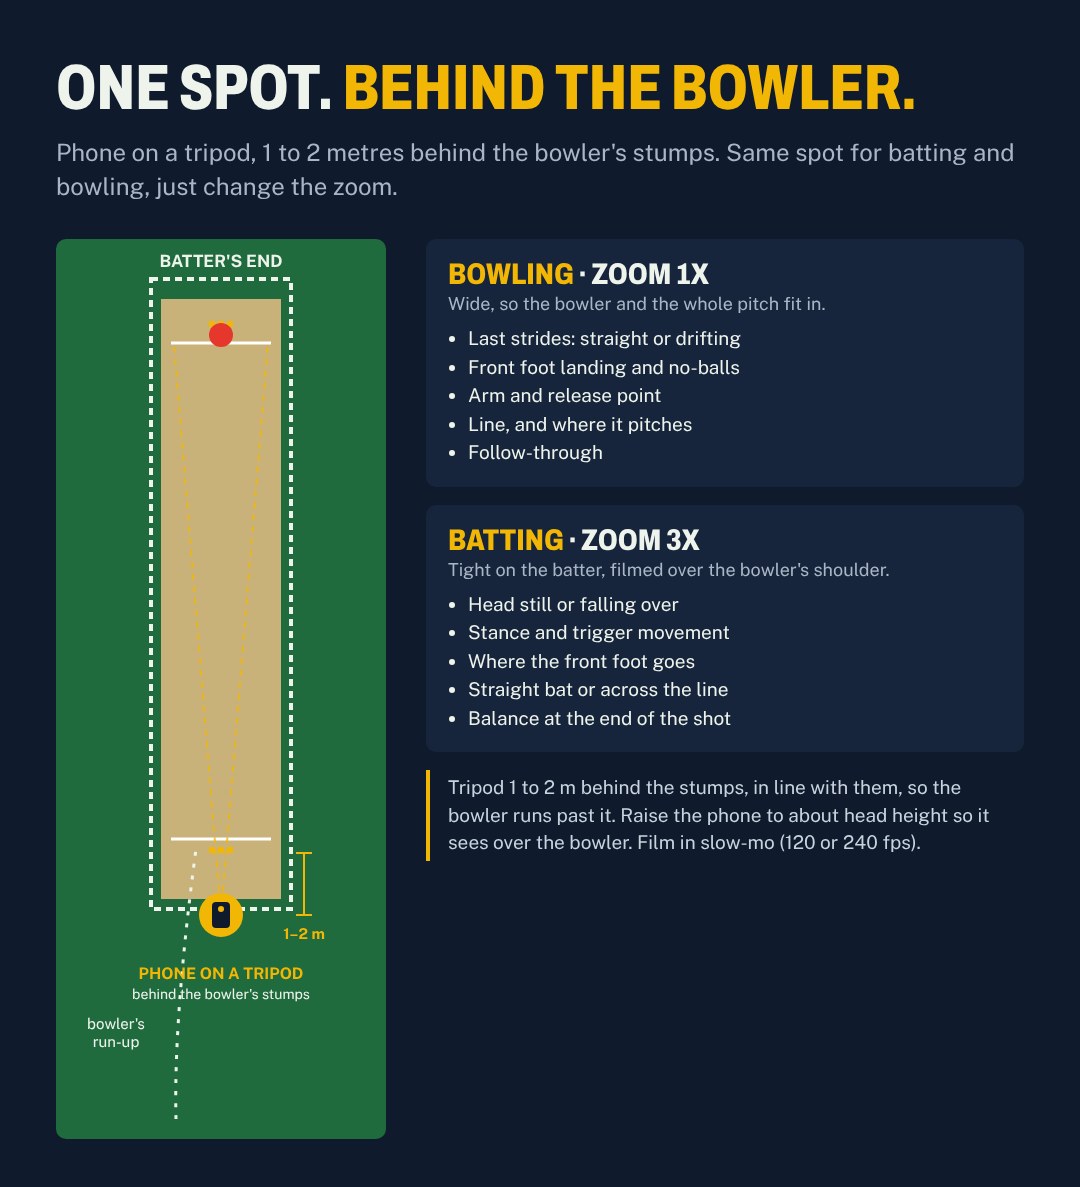 ONE SPOT. BEHIND THE BOWLER.
Phone on a tripod, 1 to 2 metres behind the bowler's stumps. Same spot for batting and
bowling, just change the zoom.
BATTER'S END
1–2 m
PHONE ON A TRIPOD
behind the bowler's stumps
bowler's
run-up
BOWLING · ZOOM 1X
Wide, so the bowler and the whole pitch fit in.
• Last strides: straight or drifting
• Front foot landing and no-balls
• Arm and release point
• Line, and where it pitches
• Follow-through
BATTING · ZOOM 3X
Tight on the batter, filmed over the bowler's shoulder.
• Head still or falling over
• Stance and trigger movement
• Where the front foot goes
• Straight bat or across the line
• Balance at the end of the shot
Tripod 1 to 2 m behind the stumps, in line with them, so the
bowler runs past it. Raise the phone to about head height so it
sees over the bowler. Film in slow-mo (120 or 240 fps).